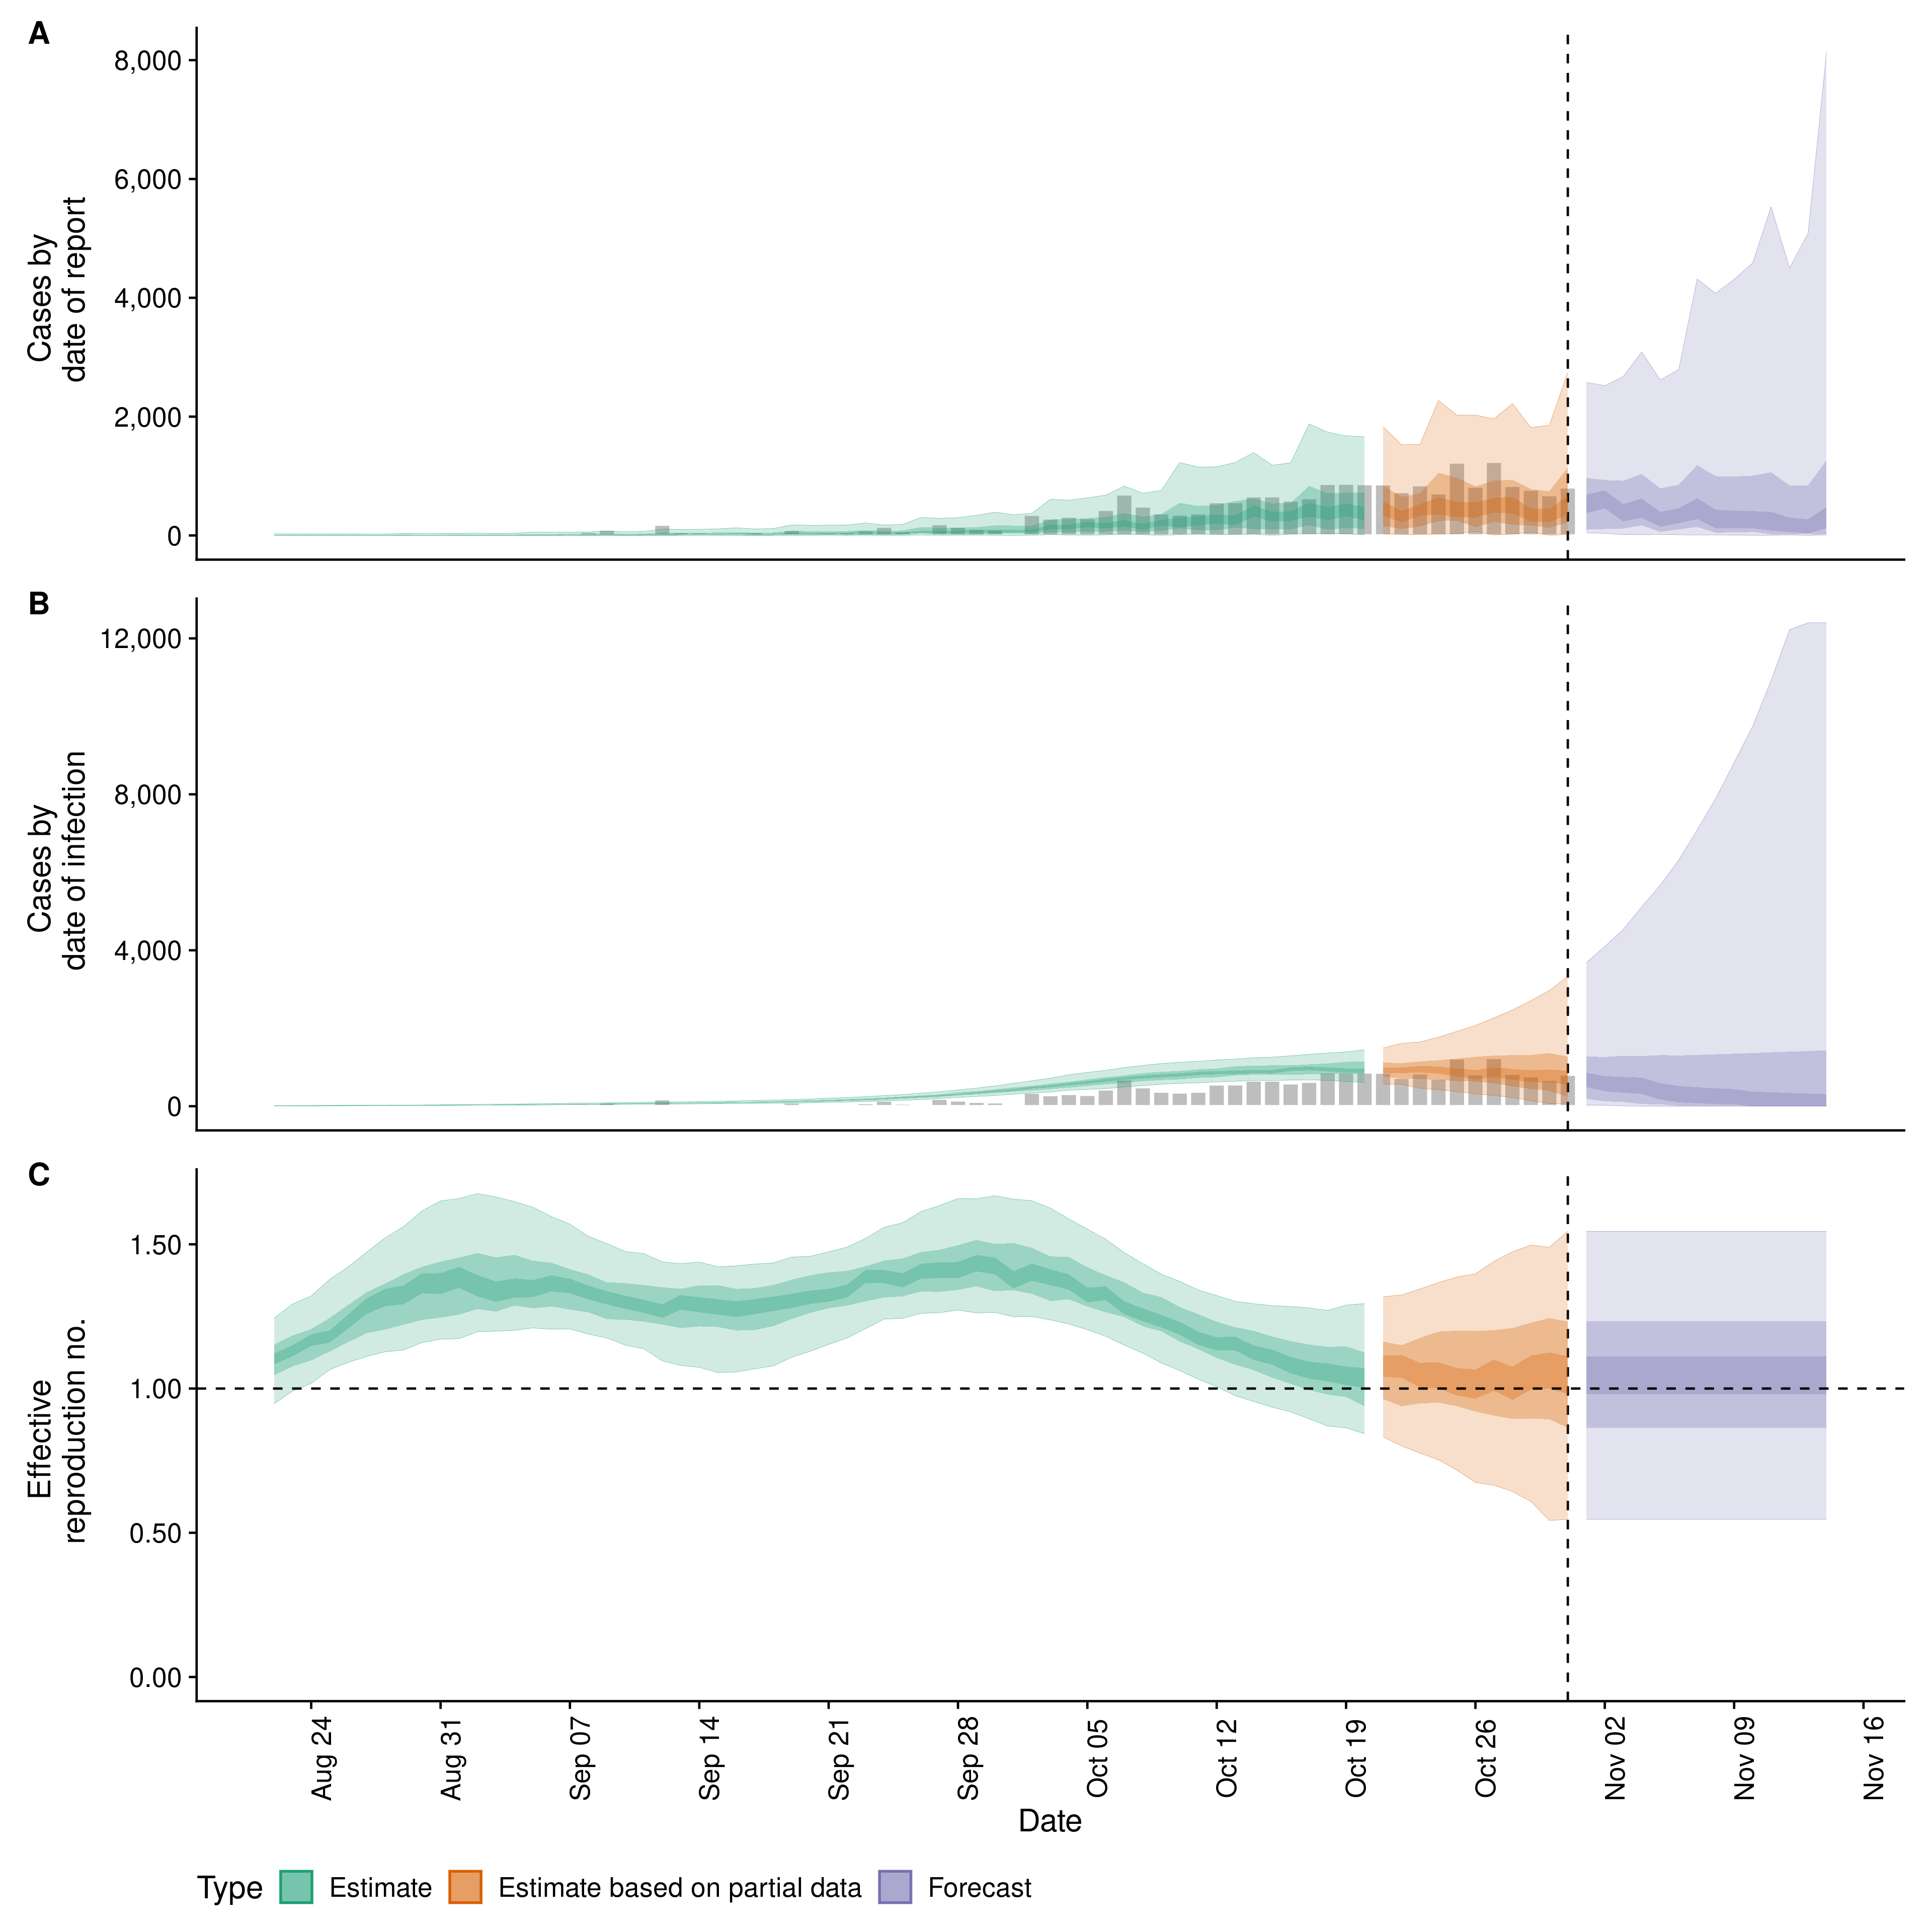 A
8,000
6,000
4,000
2,000
0
Cases by
date of report
B
12,000
8,000
4,000
0
Cases by
date of infection
C
1.50
1.00
0.50
0.00
Effective
reproduction no.
Aug 24
Aug 31
Sep 07
Sep 14
Sep 21
Sep 28
Oct 05
Oct 12
Oct 19
Oct 26
Nov 02
Nov 09
Nov 16
Date
Type Estimate Estimate based on partial data Forecast